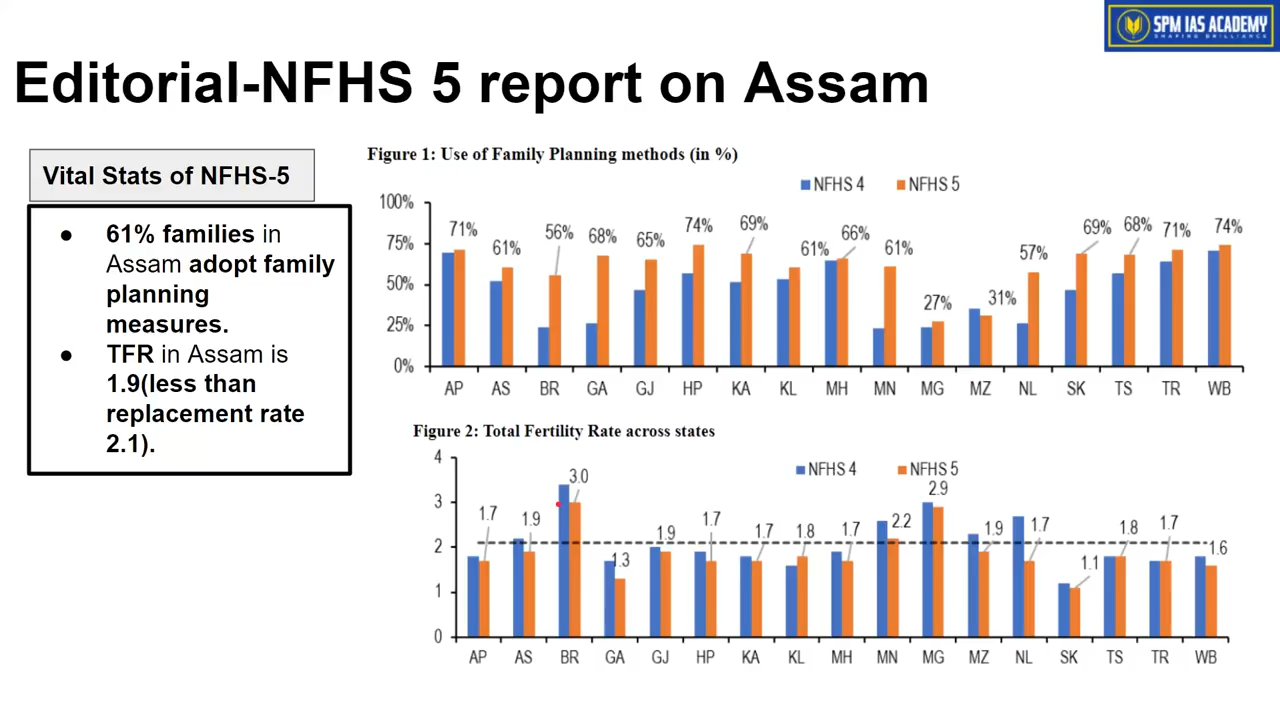 SPM IAS ACADEMY
SHAPING BRILLIANCE
Editorial-NFHS 5 report on Assam
Vital Stats of NFHS-5
● 61% families in
Assam adopt family
planning
measures.
● TFR in Assam is
1.9(less than
replacement rate
2.1).
Figure 1: Use of Family Planning methods (in %)
NFHS 4 NFHS 5
100%
75%
50%
25%
0%
71% 61% 56% 68% 65% 74% 69% 61% 66% 61% 27% 31% 57% 69% 68% 71% 74%
AP AS BR GA GJ HP KA KL MH MN MG MZ NL SK TS TR WB
Figure 2: Total Fertility Rate across states
NFHS 4 NFHS 5
4
3
2
1
0
1.7 1.9 3.0 1.3 1.9 1.7 1.7 1.8 1.7 2.2 2.9 1.9 1.7 1.1 1.8 1.7 1.6
AP AS BR GA GJ HP KA KL MH MN MG MZ NL SK TS TR WB